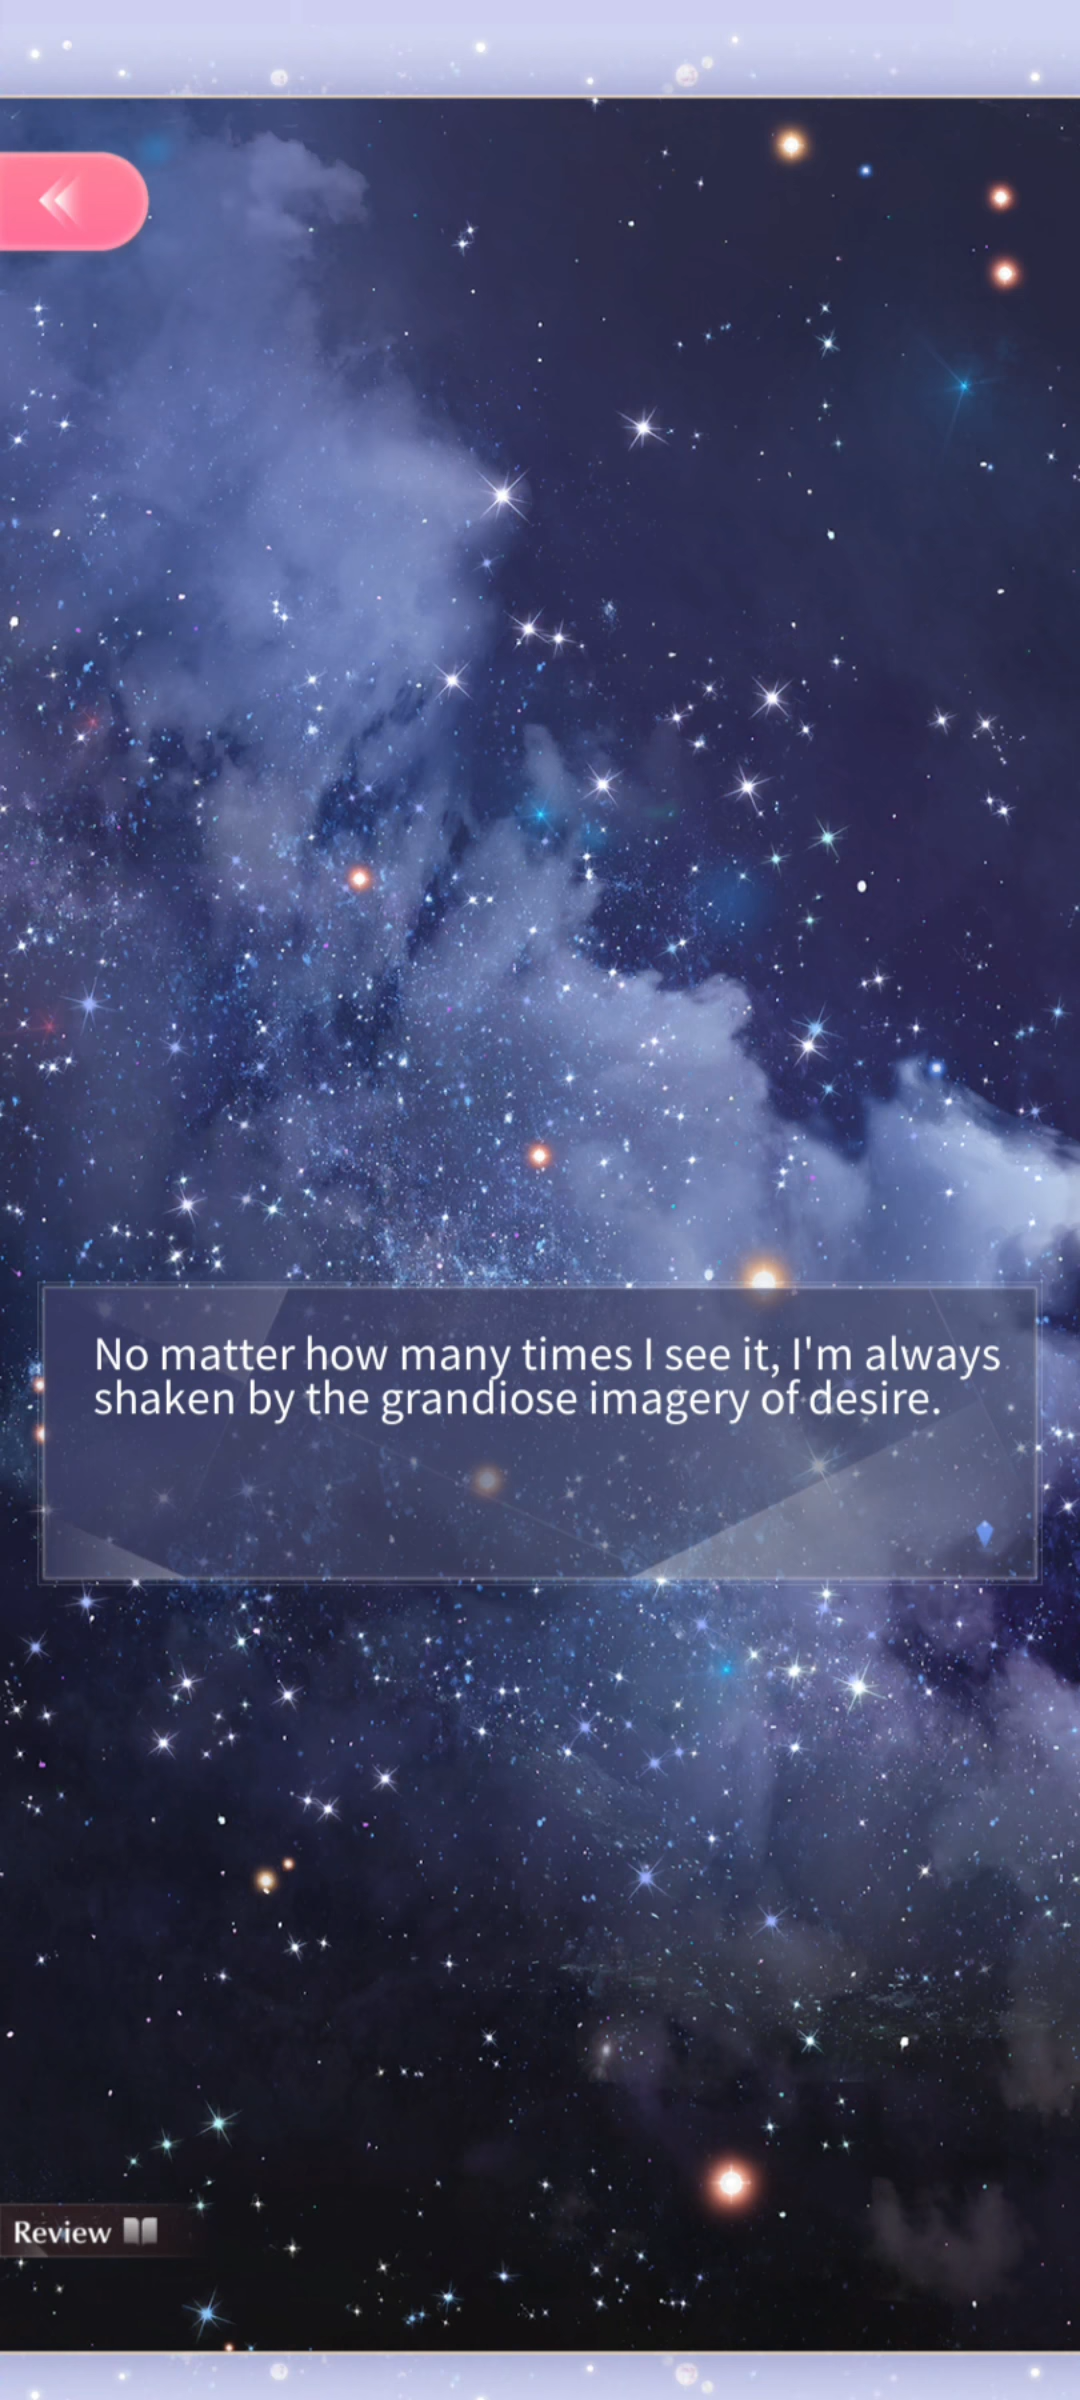 No matter how many times I see it, I'm always
shaken by the grandiose imagery of desire.
Review